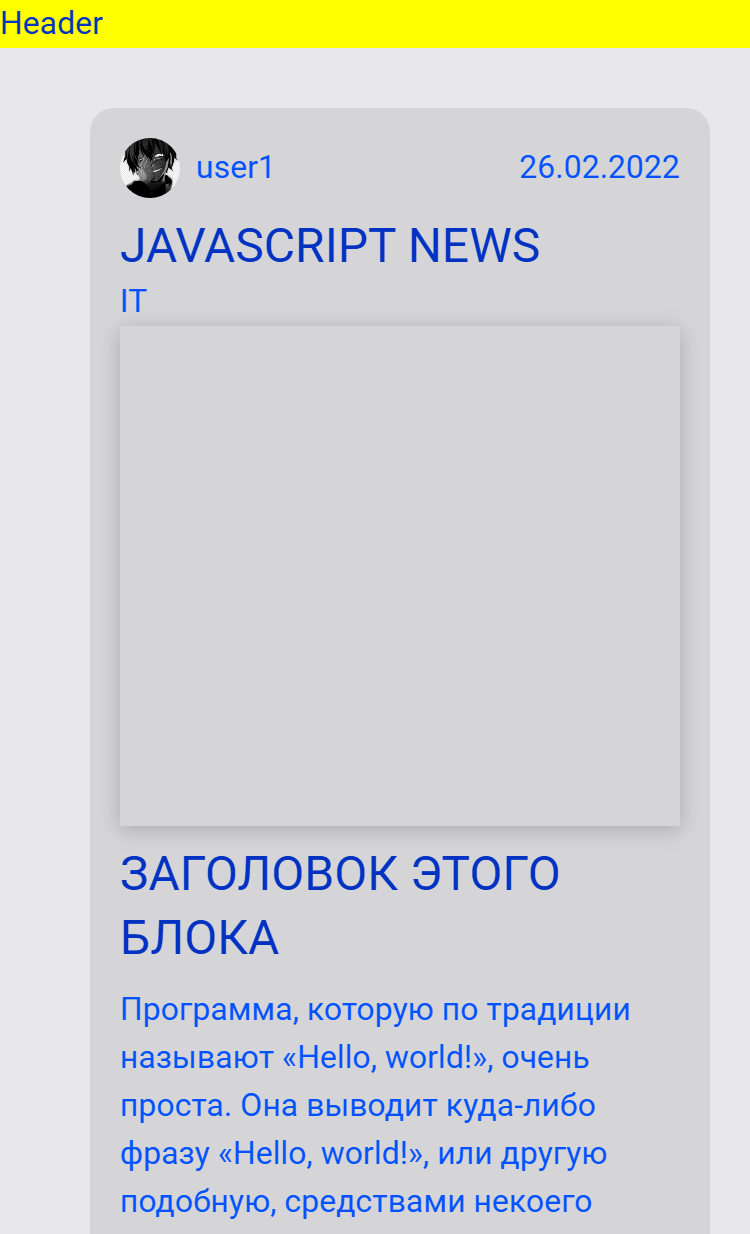 Header
user1 26.02.2022
JAVASCRIPT NEWS
IT
ЗАГОЛОВОК ЭТОГО
БЛОКА
Программа, которую по традиции
называют «Hello, world!», очень
проста. Она выводит куда-либо
фразу «Hello, world!», или другую
подобную, средствами некоего